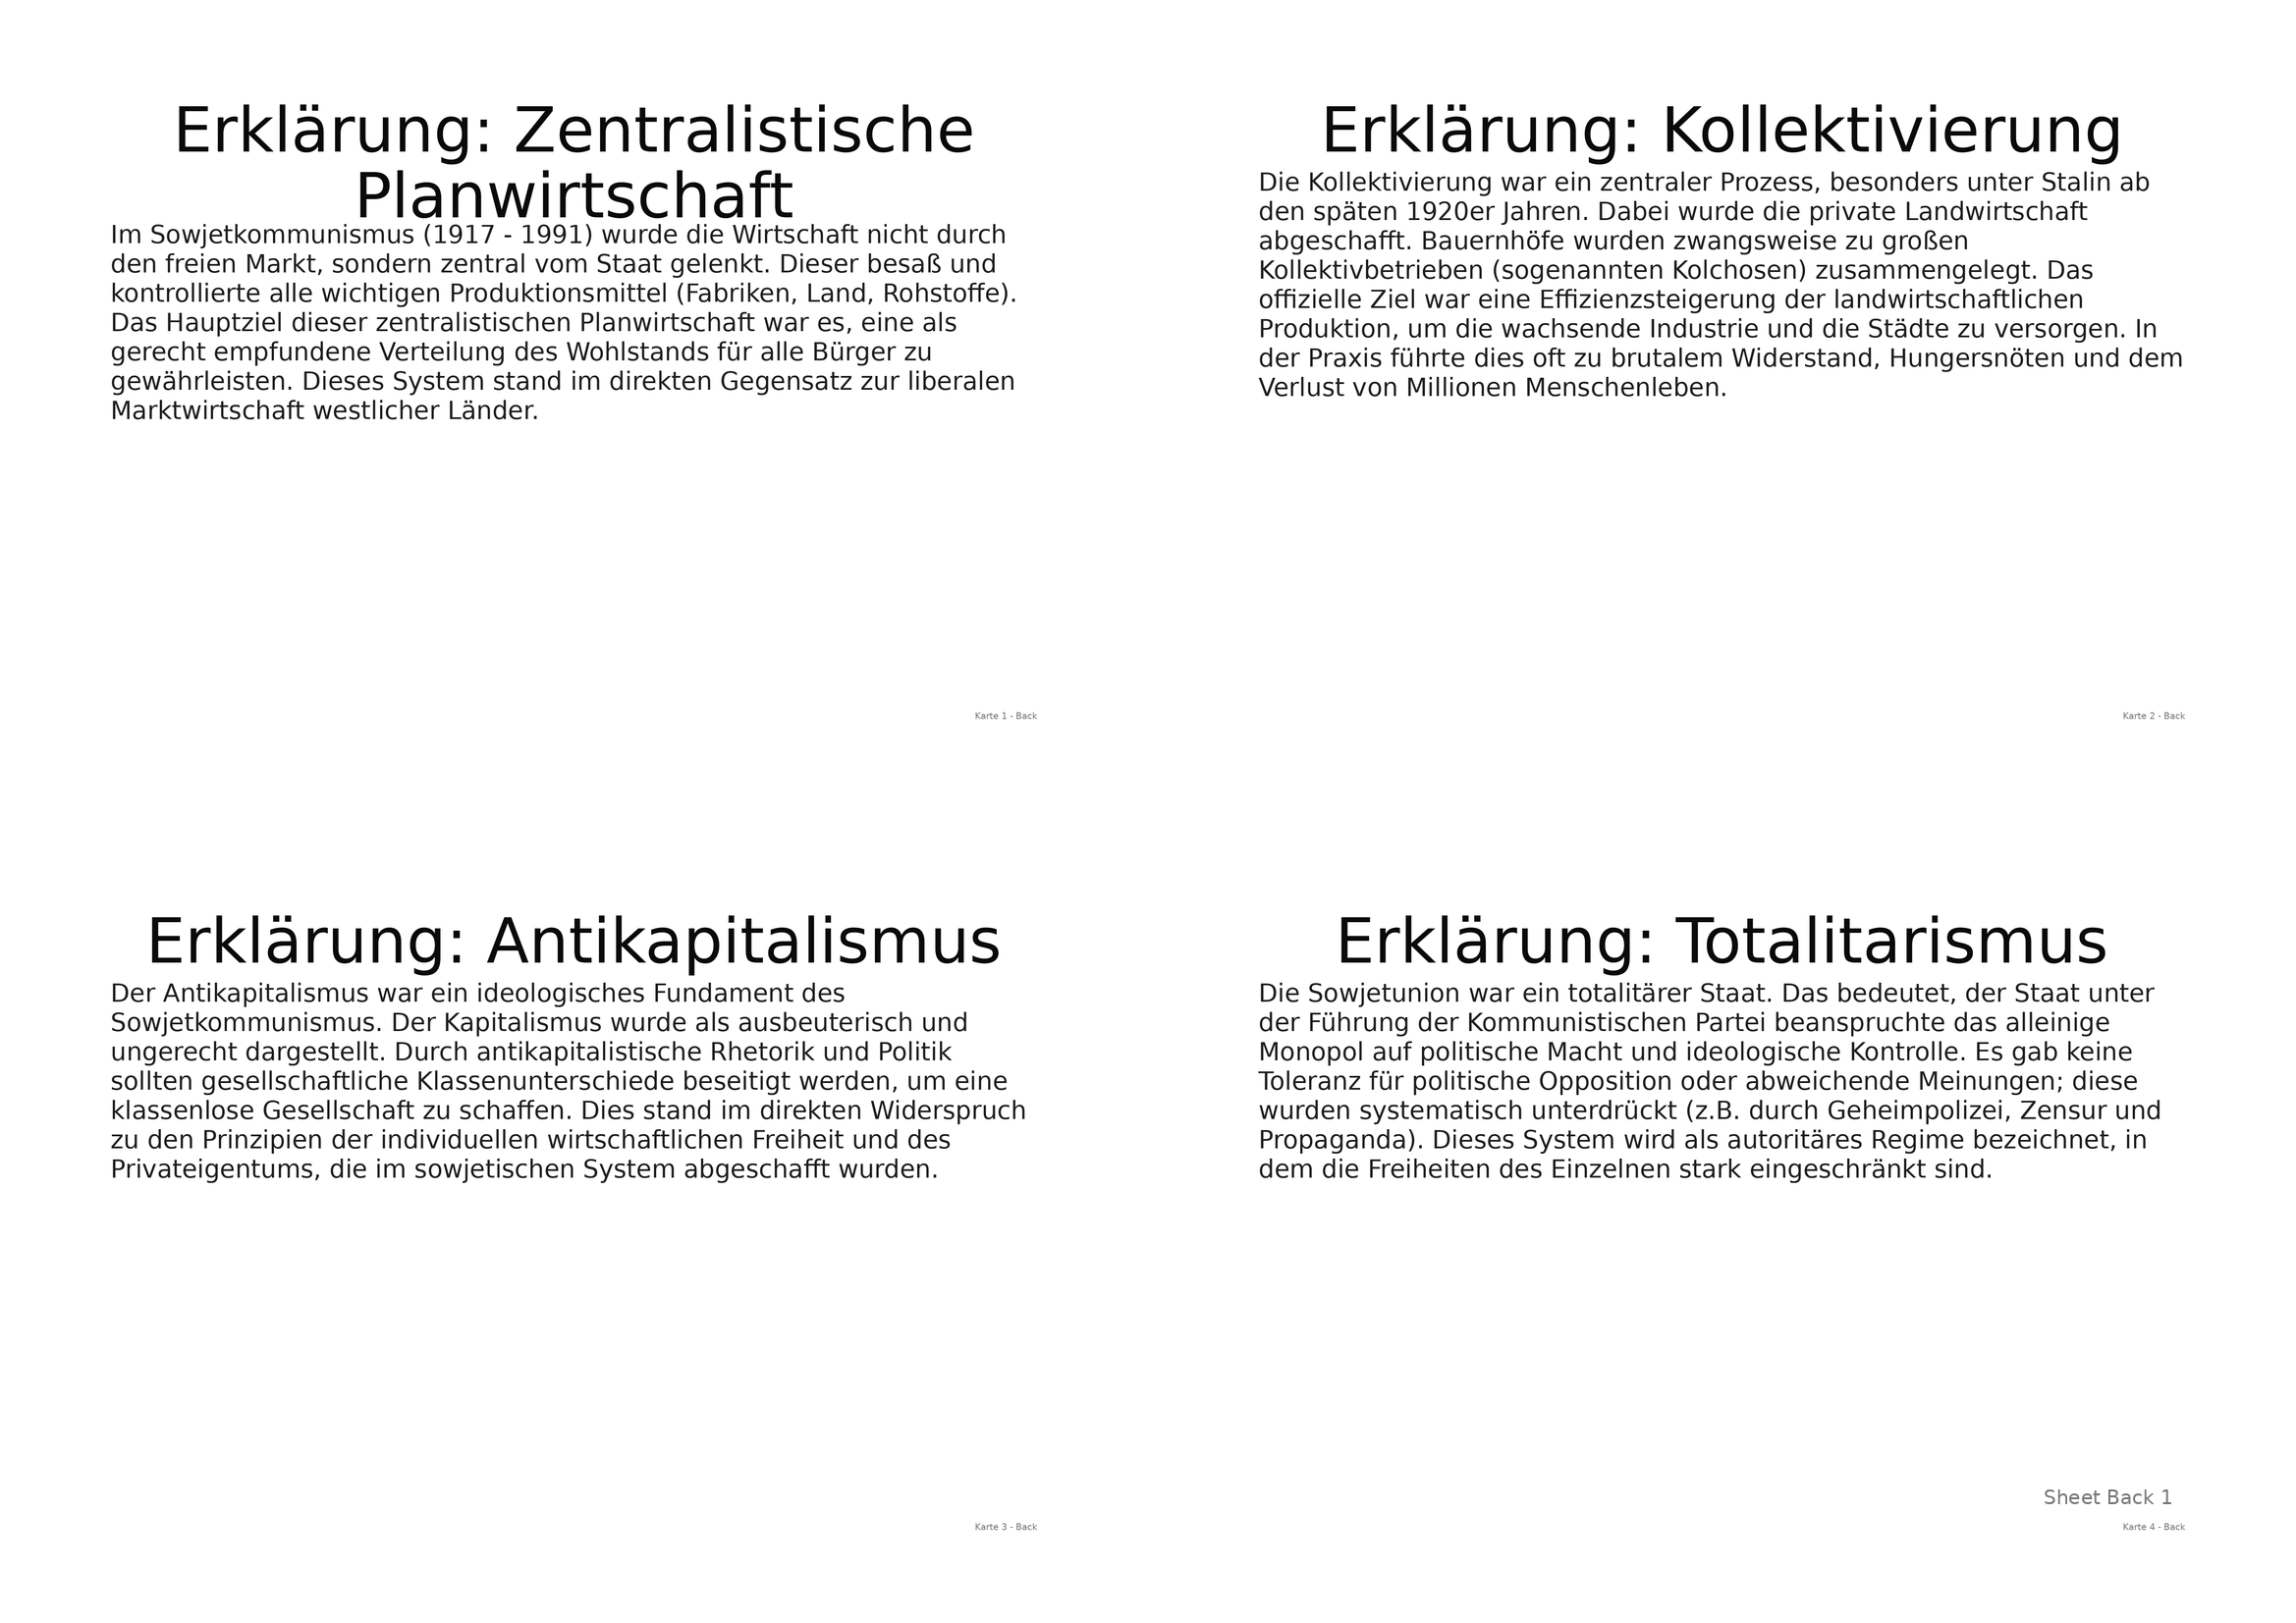 Erklärung: Zentralistische
Planwirtschaft
Im Sowjetkommunismus (1917 - 1991) wurde die Wirtschaft nicht durch
den freien Markt, sondern zentral vom Staat gelenkt. Dieser besaß und
kontrollierte alle wichtigen Produktionsmittel (Fabriken, Land, Rohstoffe).
Das Hauptziel dieser zentralistischen Planwirtschaft war es, eine als
gerecht empfundene Verteilung des Wohlstands für alle Bürger zu
gewährleisten. Dieses System stand im direkten Gegensatz zur liberalen
Marktwirtschaft westlicher Länder.
Karte 1 - Back
Erklärung: Kollektivierung
Die Kollektivierung war ein zentraler Prozess, besonders unter Stalin ab
den späten 1920er Jahren. Dabei wurde die private Landwirtschaft
abgeschafft. Bauernhöfe wurden zwangsweise zu großen
Kollektivbetrieben (sogenannten Kolchosen) zusammengelegt. Das
offizielle Ziel war eine Effizienzsteigerung der landwirtschaftlichen
Produktion, um die wachsende Industrie und die Städte zu versorgen. In
der Praxis führte dies oft zu brutalem Widerstand, Hungersnöten und dem
Verlust von Millionen Menschenleben.
Karte 2 - Back
Erklärung: Antikapitalismus
Der Antikapitalismus war ein ideologisches Fundament des
Sowjetkommunismus. Der Kapitalismus wurde als ausbeuterisch und
ungerecht dargestellt. Durch antikapitalistische Rhetorik und Politik
sollten gesellschaftliche Klassenunterschiede beseitigt werden, um eine
klassenlose Gesellschaft zu schaffen. Dies stand im direkten Widerspruch
zu den Prinzipien der individuellen wirtschaftlichen Freiheit und des
Privateigentums, die im sowjetischen System abgeschafft wurden.
Karte 3 - Back
Erklärung: Totalitarismus
Die Sowjetunion war ein totalitärer Staat. Das bedeutet, der Staat unter
der Führung der Kommunistischen Partei beanspruchte das alleinige
Monopol auf politische Macht und ideologische Kontrolle. Es gab keine
Toleranz für politische Opposition oder abweichende Meinungen; diese
wurden systematisch unterdrückt (z.B. durch Geheimpolizei, Zensur und
Propaganda). Dieses System wird als autoritäres Regime bezeichnet, in
dem die Freiheiten des Einzelnen stark eingeschränkt sind.
Sheet Back 1
Karte 4 - Back